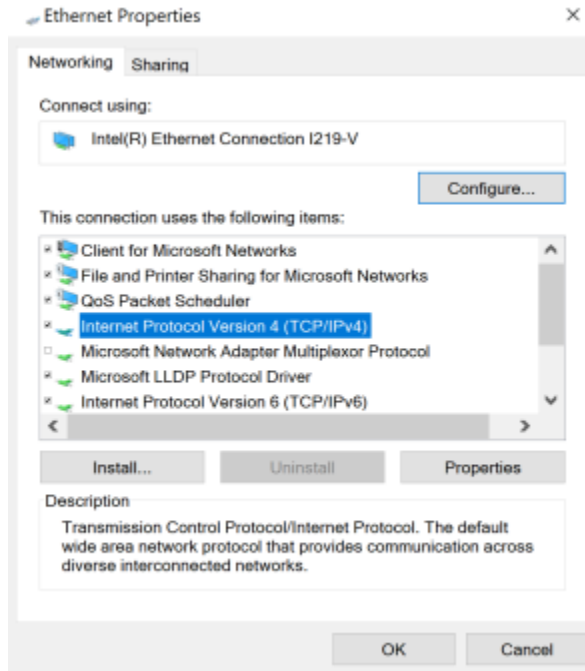 Ethernet Properties
Networking
Sharing
Connect using:
Intel(R) Ethernet Connection I219-V
Configure...
This connection uses the following items:
Client for Microsoft Networks
File and Printer Sharing for Microsoft Networks
QoS Packet Scheduler
Internet Protocol Version 4 (TCP/IPv4)
Microsoft Network Adapter Multiplexor Protocol
Microsoft LLDP Protocol Driver
Internet Protocol Version 6 (TCP/IPv6)
Install...
Uninstall
Properties
Description
Transmission Control Protocol/Internet Protocol. The default
wide area network protocol that provides communication across
diverse interconnected networks.
OK
Cancel